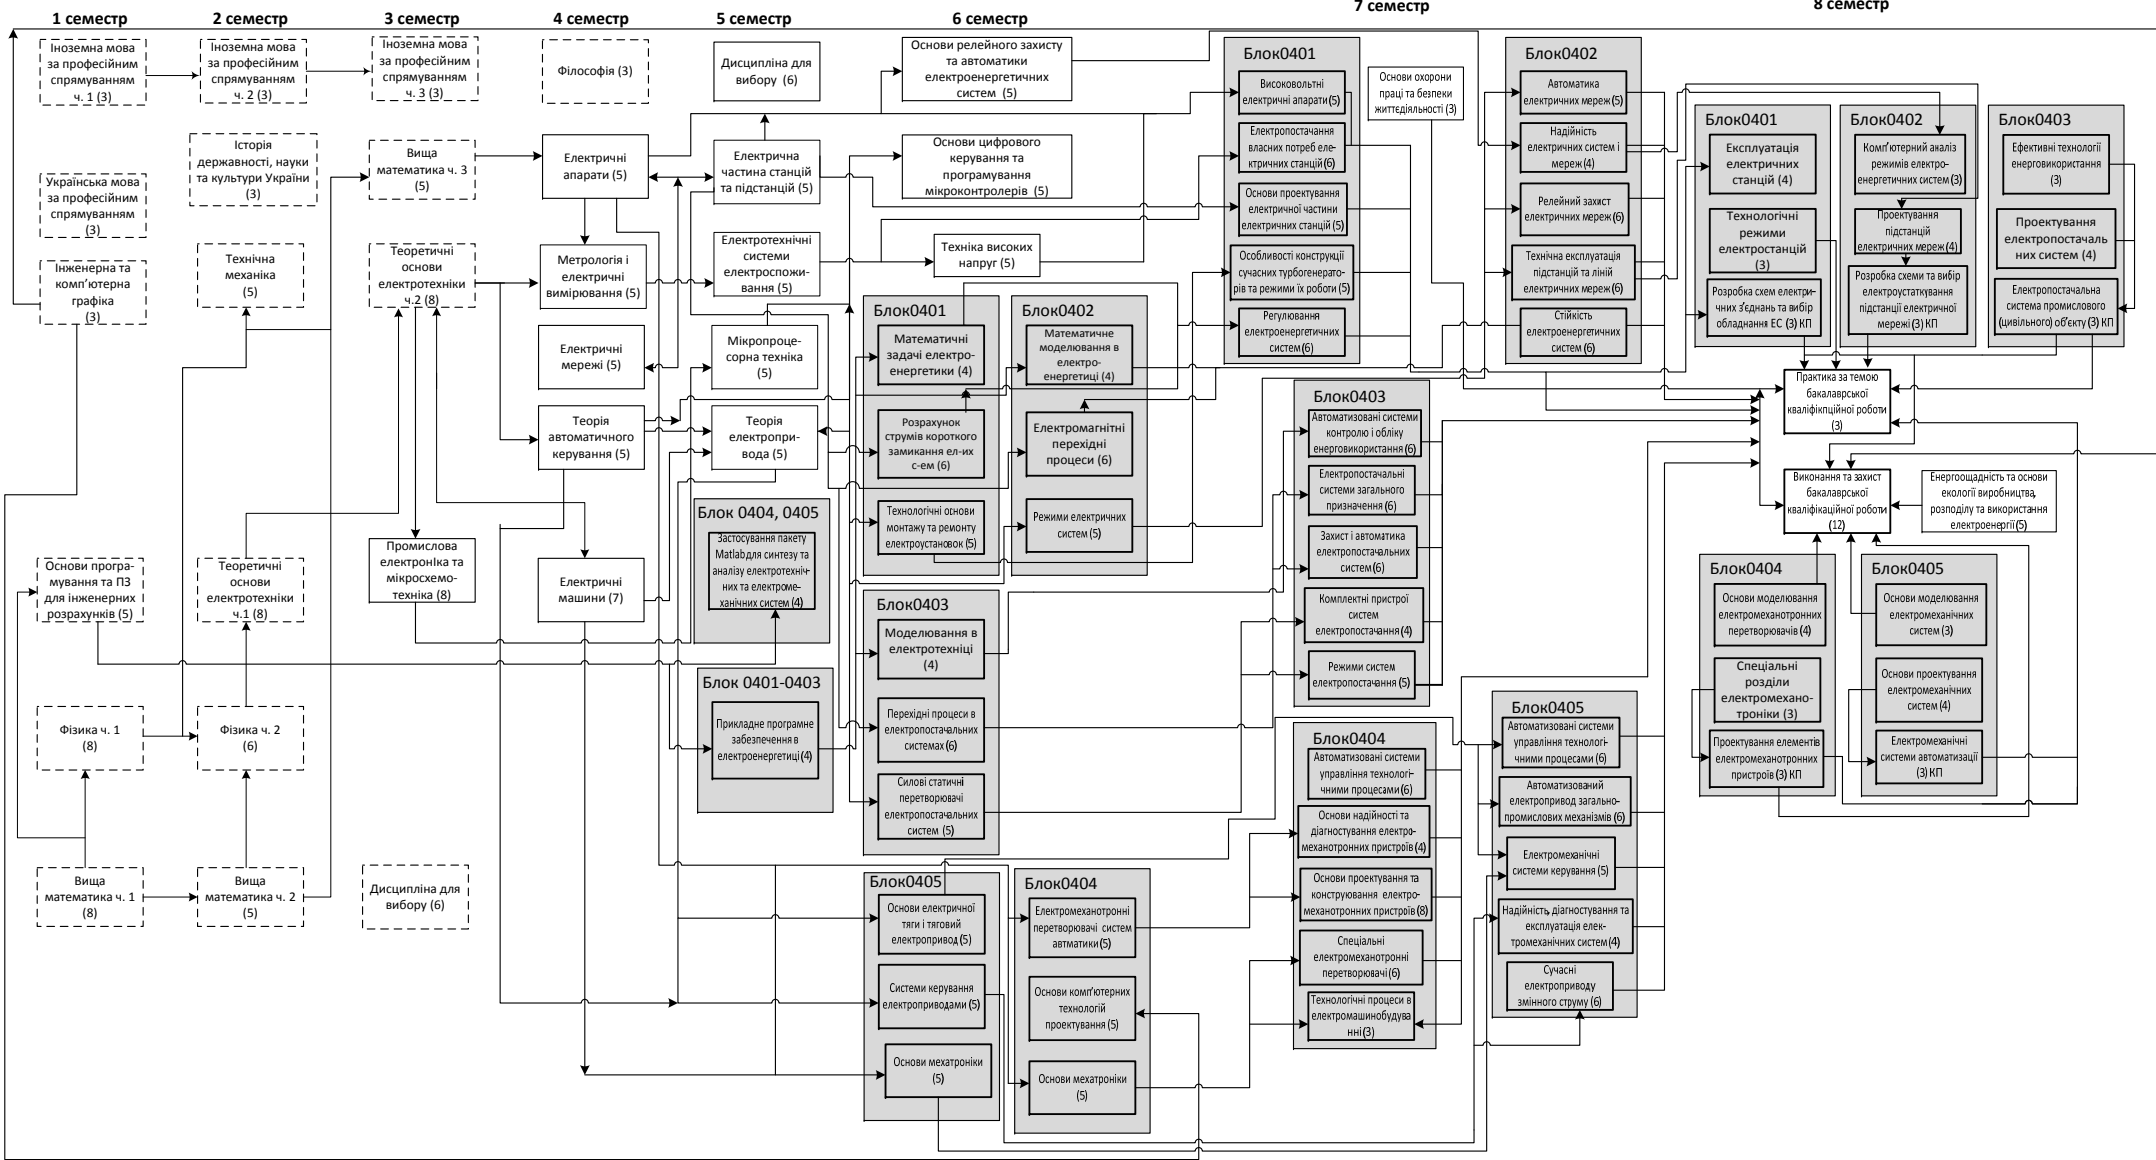 1 семестр
2 семестр
3 семестр
4 семестр
5 семестр
6 семестр
7 семестр
8 семестр
Іноземна мова
за професійним
спрямуванням
ч. 1 (3)
Українська мова
за професійним
спрямуванням
(3)
Інженерна та
комп'ютерна
графіка
(3)
Основи програ-
мування та ПЗ
для інженерних
розрахунків (5)
Фізика ч. 1
(8)
Вища
математика ч. 1
(8)
Іноземна мова
за професійним
спрямуванням
ч. 2 (3)
Історія
державності, науки
та культури України
(3)
Технічна
механіка
(5)
Теоретичні
основи
електротехніки
ч.1 (8)
Фізика ч. 2
(6)
Вища
математика ч. 2
(5)
Іноземна мова
за професійним
спрямуванням
ч. 3 (3)
Вища
математика ч. 3
(5)
Теоретичні
основи
електротехніки
ч.2 (8)
Промислова
електроніка та
мікросхемо-
техніка (8)
Дисципліна для
вибору (6)
Філософія (3)
Електричні
апарати (5)
Метрологія і
електричні
вимірювання (5)
Електричні
мережі (5)
Теорія
автоматичного
керування (5)
Електричні
машини (7)
Дисципліна для
вибору (6)
Електрична
частина станцій
та підстанцій (5)
Електротехнічні
системи
електроспожи-
вання (5)
Мікропроце-
сорна техніка
(5)
Теорія
електропри-
вода (5)
Блок 0404, 0405
Застосування пакету
Matlab для синтезу та
аналізу електротехніч-
них та електроме-
ханічних систем (4)
Блок 0401-0403
Прикладне програмне
забезпечення в
електроенергетиці (4)
Основи релейного захисту
та автоматики
електроенергетичних
систем (5)
Основи цифрового
керування та
програмування
мікроконтролерів (5)
Техніка високих
напруг (5)
Блок0401
Математичні
задачі електро-
енергетики (4)
Розрахунок
струмів короткого
замикання ел-их
с-ем (6)
Технологічні основи
монтажу та ремонту
електроустановок (5)
Блок0402
Математичне
моделювання в
електро-
енергетиці (4)
Електромагнітні
перехідні
процеси (6)
Режими електричних
систем (5)
Блок0403
Моделювання в
електротехніці
(4)
Перехідні процеси в
електропостачальних
системах (6)
Силові статичні
перетворювачі
електропостачальних
систем (5)
Блок0405
Основи електричної
тяги і тяговий
електропривод (5)
Системи керування
електроприводами (5)
Основи мехатроніки
(5)
Блок0404
Електромеханотронні
перетворювачі систем
автматики (5)
Основи комп'ютерних
технологій
проектування (5)
Основи мехатроніки
(5)
Блок0401
Високовольтні
електричні апарати (5)
Електропостачання
власних потреб еле-
ктричних станцій (6)
Основи проектування
електричної частини
електричних станцій (5)
Особливості конструкції
сучасних турбогенерато-
рів та режими їх роботи (5)
Регулювання
електроенергетичних
систем (6)
Основи охорони
праці та безпеки
життєдіяльності (3)
Блок0402
Автоматика
електричних мереж (5)
Надійність
електричних систем і
мереж (4)
Релейний захист
електричних мереж (6)
Технічна експлуатація
підстанцій та ліній
електричних мереж (6)
Стійкість
електроенергетичних
систем (6)
Блок0403
Автоматизовані системи
контролю і обліку
енерговикористання (6)
Електропостачальні
системи загального
призначення (6)
Захист і автоматика
електропостачальних
систем (6)
Комплектні пристрої
систем
електропостачання (4)
Режими систем
електропостачання (5)
Блок0404
Автоматизовані системи
управління технологі-
чними процесами (6)
Основи надійності та
діагностування електро-
механотронних пристроїв (4)
Основи проектування та
конструювання електро-
механотронних пристроїв (8)
Спеціальні
електромеханотронні
перетворювачі (6)
Технологічні процеси в
електромашинобудува
нні (3)
Блок0405
Автоматизовані системи
управління технологі-
чними процесами (6)
Автоматизований
електропривод загально-
промислових механізмів (6)
Електромеханічні
системи керування (5)
Надійність, діагностування та
експлуатація елек-
тромеханічних систем (4)
Сучасні
електроприводу
змінного струму (6)
Блок0401
Експлуатація
електричних
станцій (4)
Технологічні
режими
електростанцій
(3)
Розробка схем електри-
чних з'єднань та вибір
обладнання ЕС (3) КП
Блок0402
Комп'ютерний аналіз
режимів електро-
енергетичних систем (3)
Проектування
підстанцій
електричних мереж (4)
Розробка схеми та вибір
електроустаткування
підстанції електричної
мережі (3) КП
Блок0403
Ефективні технології
енерговикористання
(3)
Проектування
електропостачаль
них систем (4)
Електропостачальна
система промислового
(цивільного) об'єкту (3) КП
Практика за темою
бакалаврської
кваліфікпційної роботи
(3)
Виконання та захист
бакалаврської
кваліфікаційної роботи
(12)
Енергоощадність та основи
екології виробництва,
розподілу та використання
електроенергії (5)
Блок0404
Основи моделювання
електромеханотронних
перетворювачів (4)
Спеціальні
розділи
електромехано-
троніки (3)
Проектування елементів
електромеханотронних
пристроїв (3) КП
Блок0405
Основи моделювання
електромеханічних
систем (3)
Основи проектування
електромеханічних
систем (4)
Електромеханічні
системи автоматизації
(3) КП